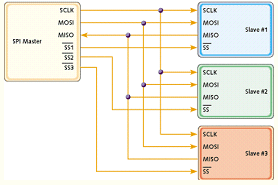 SPI Master
SCLK
MOSI
MISO
SS1
SS2
SS3
SCLK
MOSI
MISO
SS
Slave #1
SCLK
MOSI
MISO
SS
Slave #2
SCLK
MOSI
MISO
SS
Slave #3